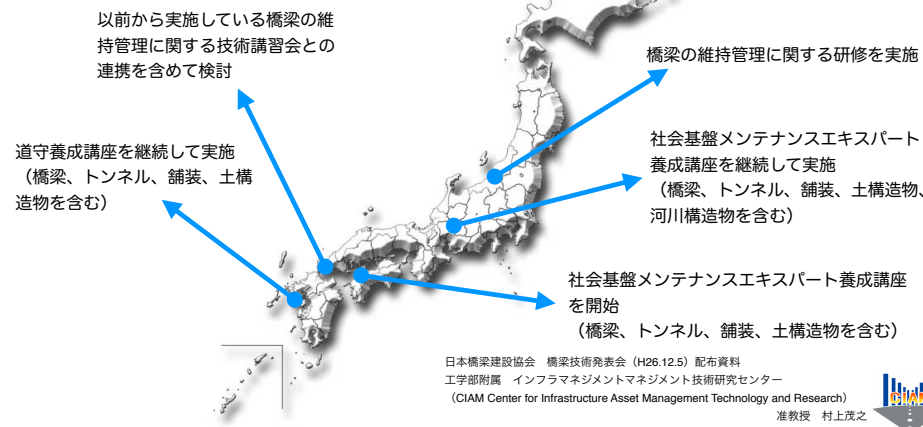 以前から実施している橋梁の維
持管理に関する技術講習会との
連携を含めて検討
橋梁の維持管理に関する研修を実施
道守養成講座を継続して実施
（橋梁、トンネル、舗装、土構
造物を含む）
社会基盤メンテナンスエキスパート
養成講座を継続して実施
（橋梁、トンネル、舗装、土構造物、
河川構造物を含む）
社会基盤メンテナンスエキスパート養成講座
を開始
（橋梁、トンネル、舗装、土構造物を含む）
日本橋梁建設協会　橋梁技術発表会（H26.12.5）配布資料
工学部附属　インフラマネジメントマネジメント技術研究センター
（CIAM Center for Infrastructure Asset Management Technology and Research）
准教授　村上茂之
CIAM